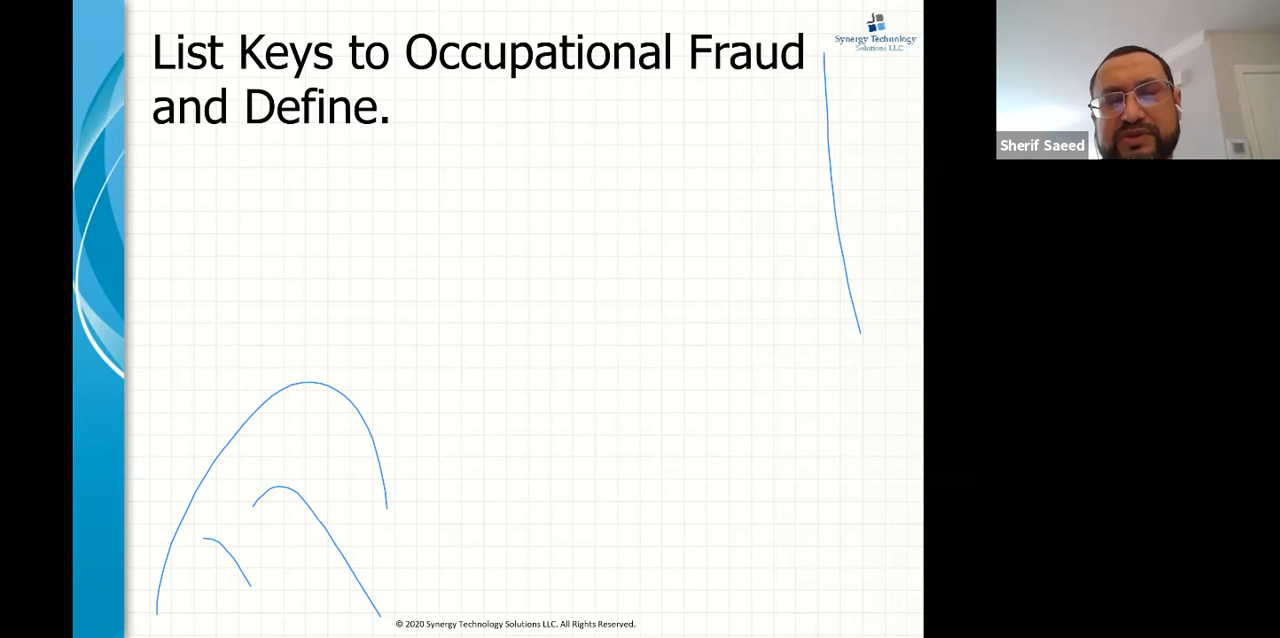 List Keys to Occupational Fraud
and Define.
Synergy Technology
Solutions LLC
Sherif Saeed
© 2020 Synergy Technology Solutions LLC. All Rights Reserved.